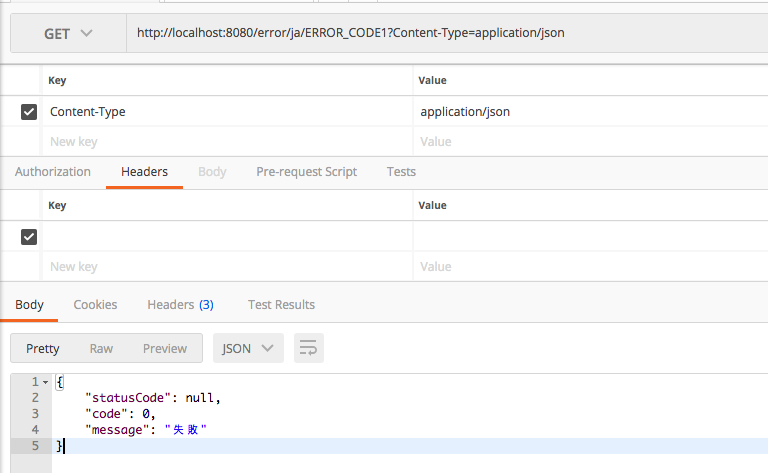 GET http://localhost:8080/error/ja/ERROR_CODE1?Content-Type=application/json
Key Value
Content-Type application/json
New key Value
Authorization Headers Body Pre-request Script Tests
Key Value
New key Value
Body Cookies Headers (3) Test Results
Pretty Raw Preview JSON
1 {
2 "statusCode": null,
3 "code": 0,
4 "message": "失敗"
5 }